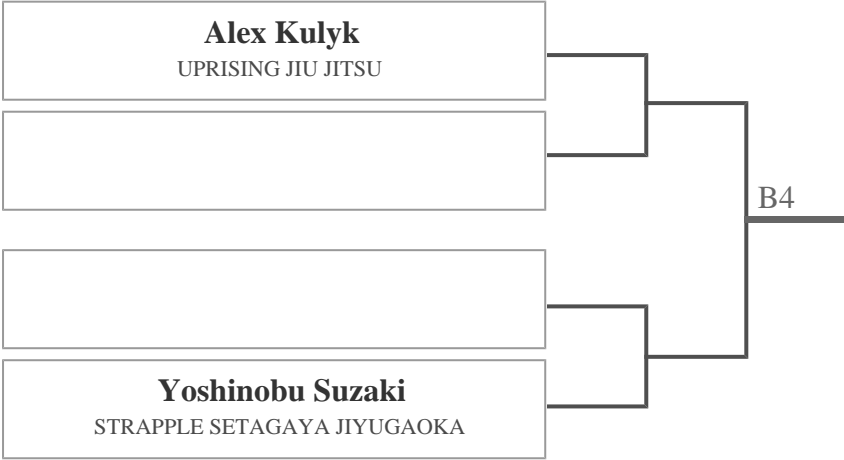 Alex Kulyk
UPRISING JIU JITSU
B4
Yoshinobu Suzaki
STRAPPLE SETAGAYA JIYUGAOKA